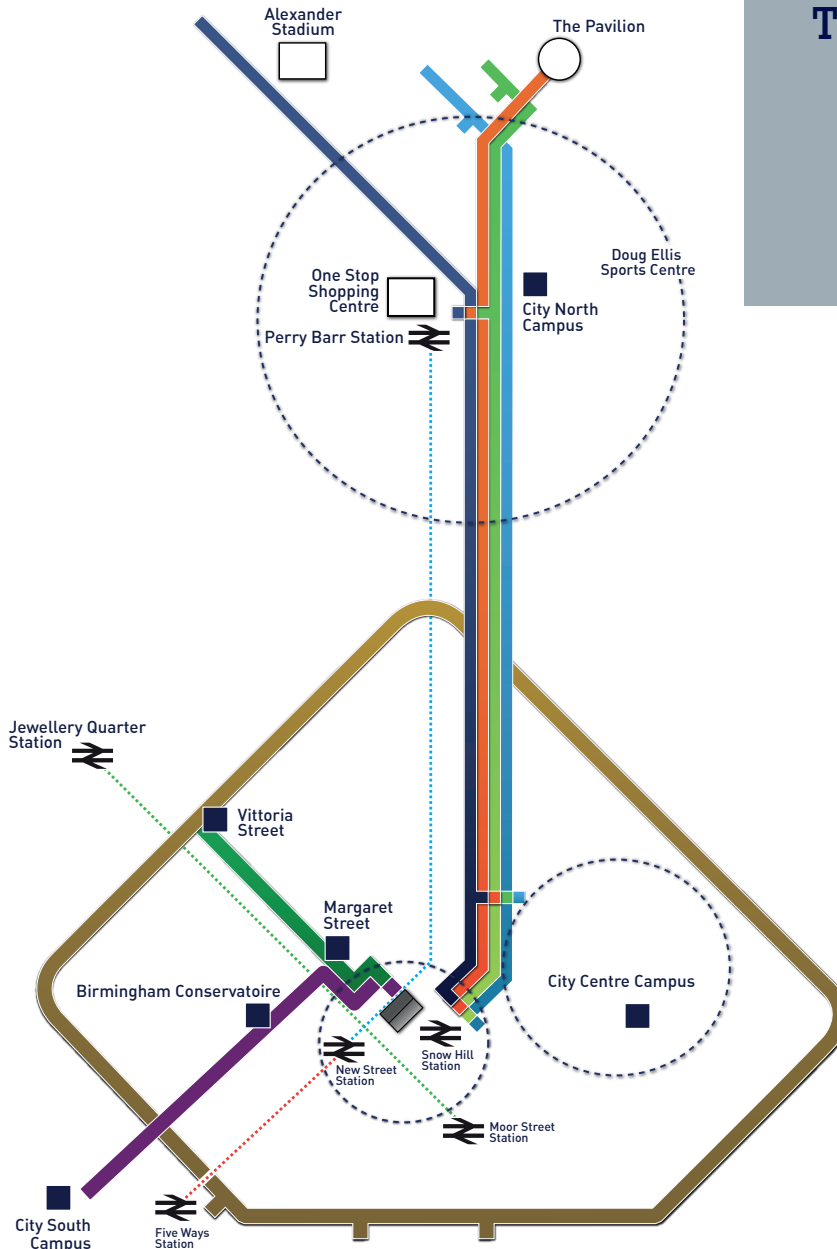 T
Alexander
Stadium
The Pavilion
Doug Ellis
Sports Centre
One Stop
Shopping
Centre
City North
Campus
Perry Barr Station
Jewellery Quarter
Station
Vittoria
Street
Margaret
Street
Birmingham Conservatoire
City Centre Campus
New Street
Station
Snow Hill
Station
Moor Street
Station
City South
Campus
Five Ways
Station